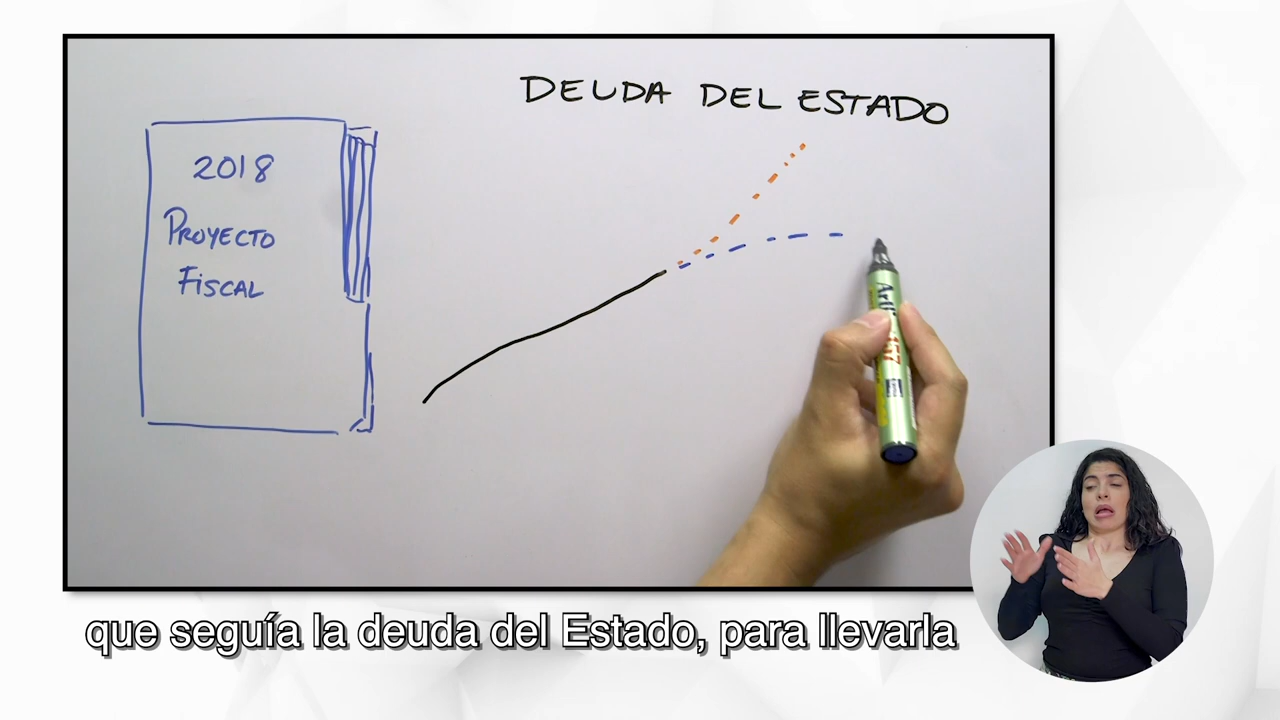 DEUDA DEL ESTADO
2018
PROYECTO
FISCAL
que seguía la deuda del Estado, para llevarla